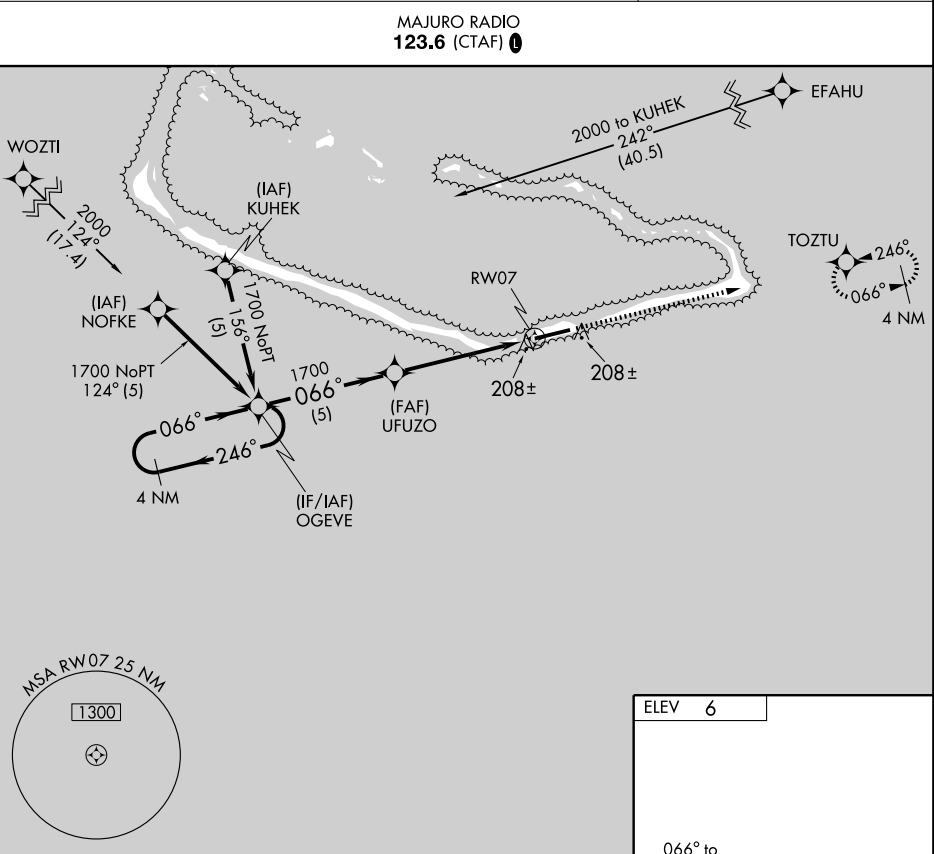 MAJURO RADIO
123.6 (CTAF) L
EFAHU
2000 to KUHEK
242°
(40.5)
WOZTI
2000
124°
(17.4)
(IAF)
KUHEK
TOZTU
246°
066°
4 NM
RW07
(IAF)
NOFKE
1700 NoPT
156°
(5)
1700 NoPT
124° (5)
1700
066°
(5)
208±
208±
(FAF)
UFUZO
066°
246°
4 NM
(IF/IAF)
OGEVE
MSA RW07 25 NM
1300
ELEV 6
066° to